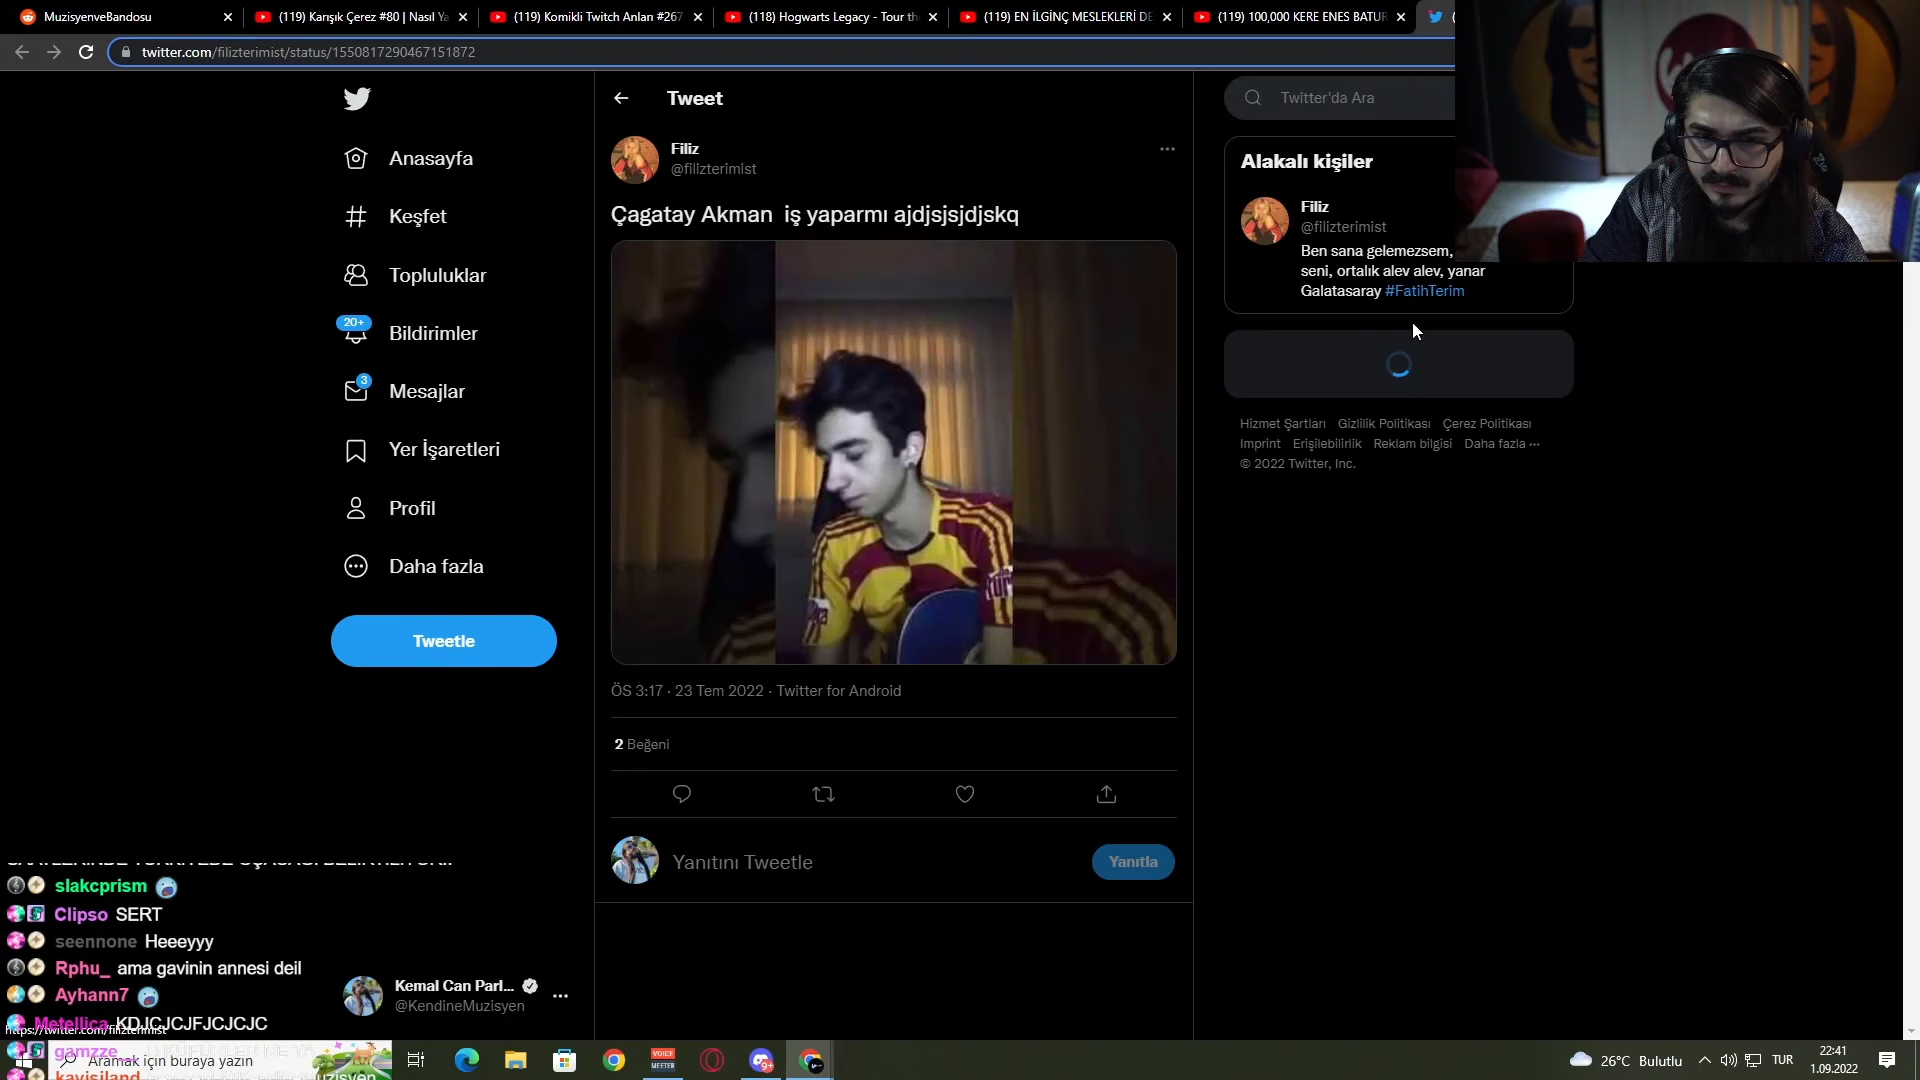 MuzisyenveBandosu
(119) Karışık Çerez #80 | Nasıl Ya
(119) Komikli Twitch Anları #267
(118) Hogwarts Legacy - Tour the
(119) EN İLGİNÇ MESLEKLERİ DE
(119) 100,000 KERE ENES BATUR
twitter.com/filizterimist/status/1550817290467151872
Tweet
Twitter'da Ara
Anasayfa
Keşfet
Topluluklar
20+
Bildirimler
3
Mesajlar
Yer İşaretleri
Profil
Daha fazla
Tweetle
Filiz
@filizterimist
Çagatay Akman iş yaparmı ajdjsjsjdjskq
ÖS 3:17 · 23 Tem 2022 · Twitter for Android
2 Beğeni
Yanıtını Tweetle
Yanıtla
Alakalı kişiler
Filiz
@filizterimist
Ben sana gelemezsem,
seni, ortalık alev alev, yanar
Galatasaray #FatihTerim
Hizmet Şartları Gizlilik Politikası Çerez Politikası
Imprint Erişilebilirlik Reklam bilgisi Daha fazla ···
© 2022 Twitter, Inc.
slakcprism
Clipso SERT
seennone Heeeyyy
Rphu_ ama gavinin annesi deil
Ayhann7
Metellica KDJCJCJFJCJCJC
https://twitter.com/filizterimist
gamzze_
kayisiland
Kemal Can Parl...
@KendineMuzisyen
Aramak için buraya yazın
VOICE
MEETER
9+
26°C Bulutlu
TUR
22:41
1.09.2022